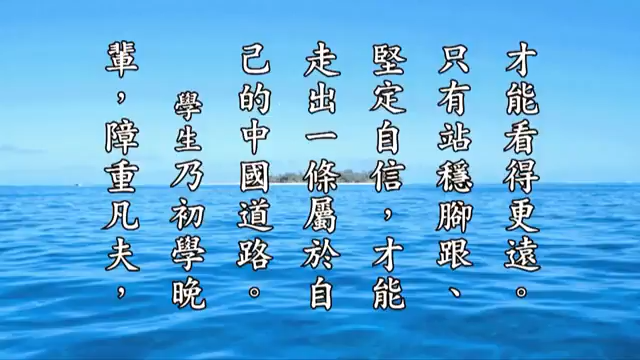 才能看得更遠。
只有站穩腳跟、
堅定自信，才能
走出一條屬於自
己的中國道路。
學生乃初學晚
輩，障重凡夫，